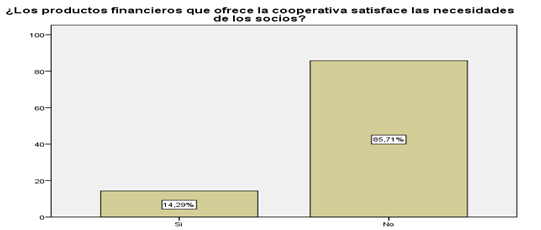 ¿Los productos financieros que ofrece la cooperativa satisface las necesidades
de los socios?
100
80
60
40
20
0
14,29%
85,71%
Si
No